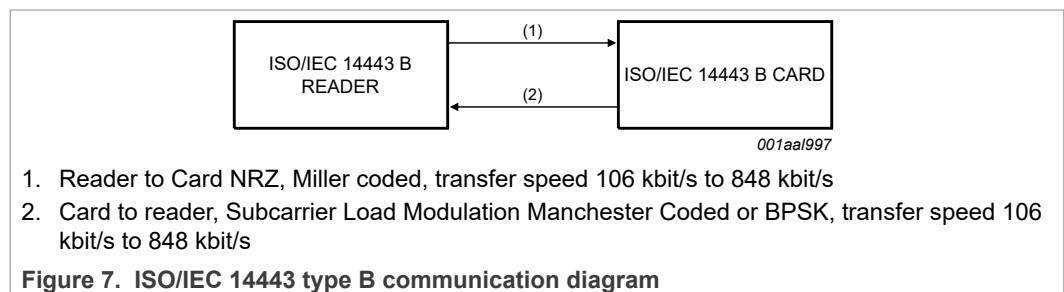 (1)
ISO/IEC 14443 B
READER
ISO/IEC 14443 B CARD
(2)
001aal997
1. Reader to Card NRZ, Miller coded, transfer speed 106 kbit/s to 848 kbit/s
2. Card to reader, Subcarrier Load Modulation Manchester Coded or BPSK, transfer speed 106
kbit/s to 848 kbit/s
Figure 7. ISO/IEC 14443 type B communication diagram